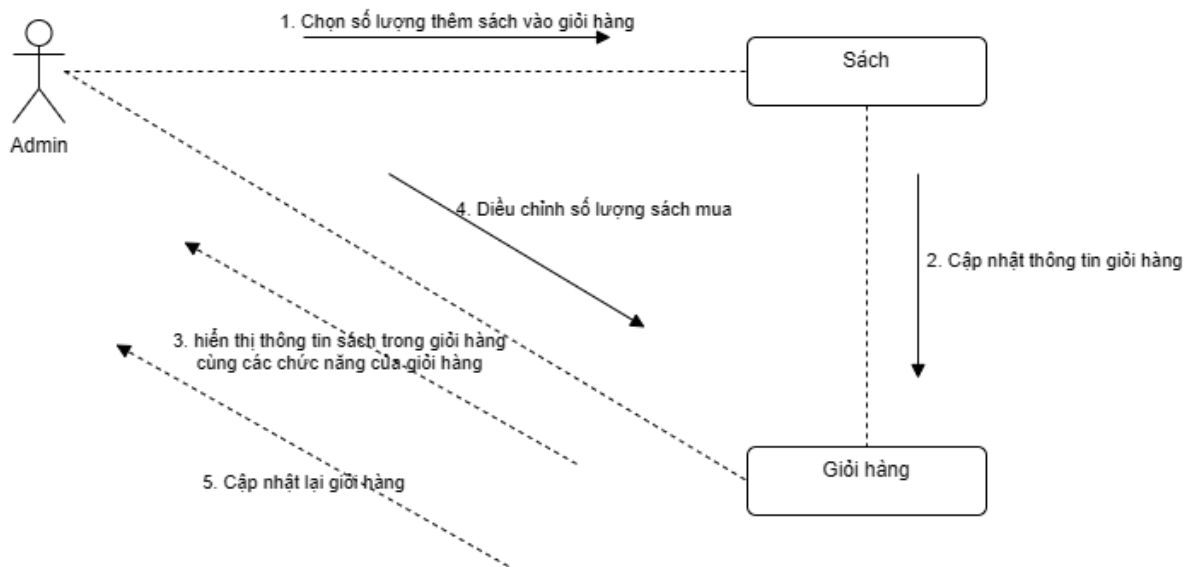 1. Chọn số lượng thêm sách vào giỏi hàng
Sách
Admin
4. Diều chỉnh số lượng sách mua
2. Cập nhật thông tin giỏi hàng
3. hiển thị thông tin sách trong giỏi hàng
cùng các chức năng của giỏi hàng
Giỏi hàng
5. Cập nhật lại giỡi hàng